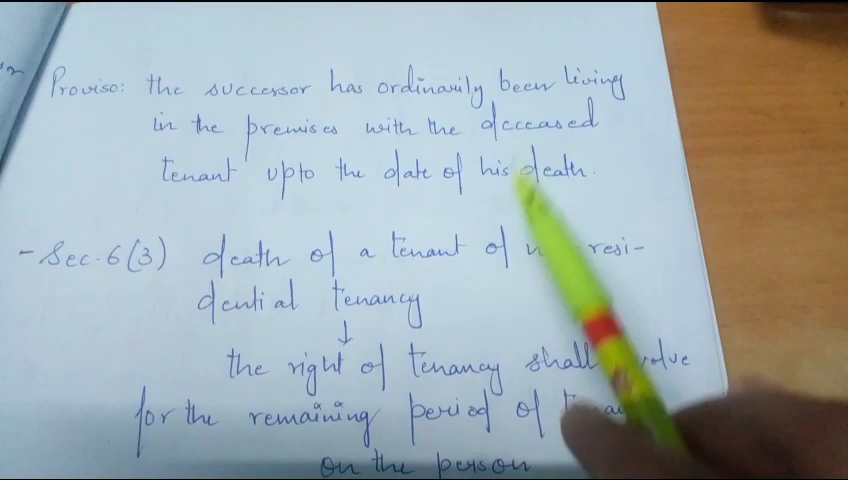 Proviso: the successor has ordinarily been living
in the premises with the deceased
tenant upto the date of his death.
- Sec. 6(3) death of a tenant of resi-
dential tenancy
↓
the right of tenancy shall
for the remaining period of
on the person